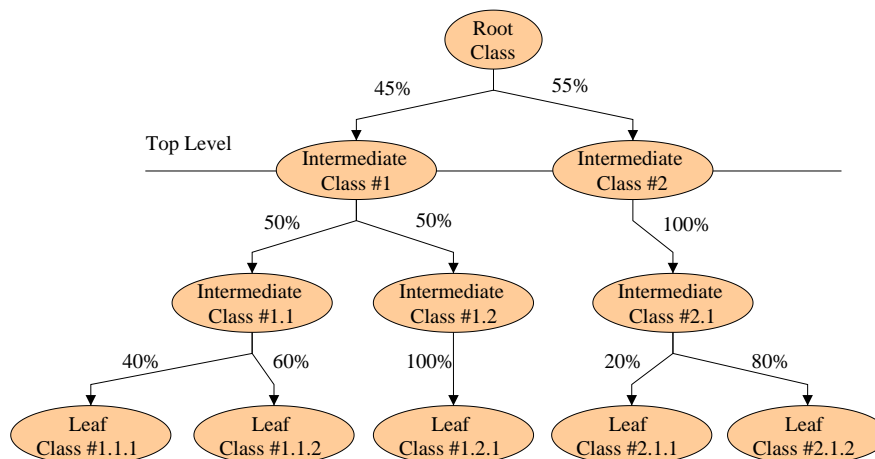 Root
Class
45%
55%
Top Level
Intermediate
Class #1
Intermediate
Class #2
50%
50%
100%
Intermediate
Class #1.1
Intermediate
Class #1.2
Intermediate
Class #2.1
40%
60%
100%
20%
80%
Leaf
Class #1.1.1
Leaf
Class #1.1.2
Leaf
Class #1.2.1
Leaf
Class #2.1.1
Leaf
Class #2.1.2